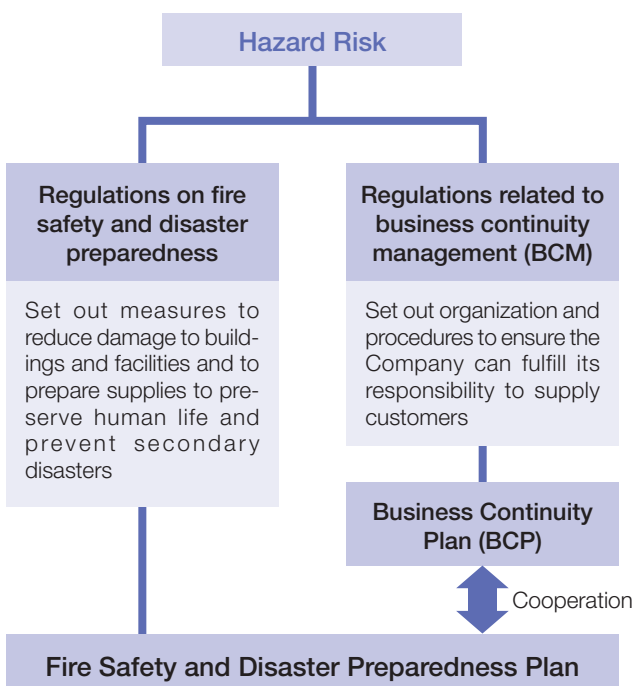 Hazard Risk
Regulations on fire
safety and disaster
preparedness
Set out measures to
reduce damage to build-
ings and facilities and to
prepare supplies to pre-
serve human life and
prevent secondary
disasters
Regulations related to
business continuity
management (BCM)
Set out organization and
procedures to ensure the
Company can fulfill its
responsibility to supply
customers
Business Continuity
Plan (BCP)
Cooperation
Fire Safety and Disaster Preparedness Plan